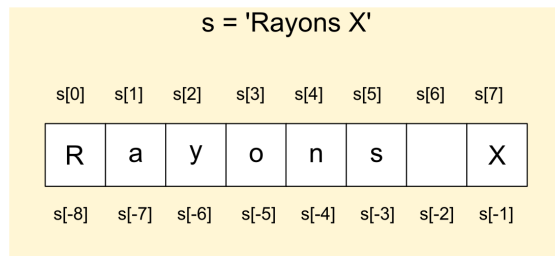 s = 'Rayons X'
s[0] s[1] s[2] s[3] s[4] s[5] s[6] s[7]
R a y o n s X
s[-8] s[-7] s[-6] s[-5] s[-4] s[-3] s[-2] s[-1]